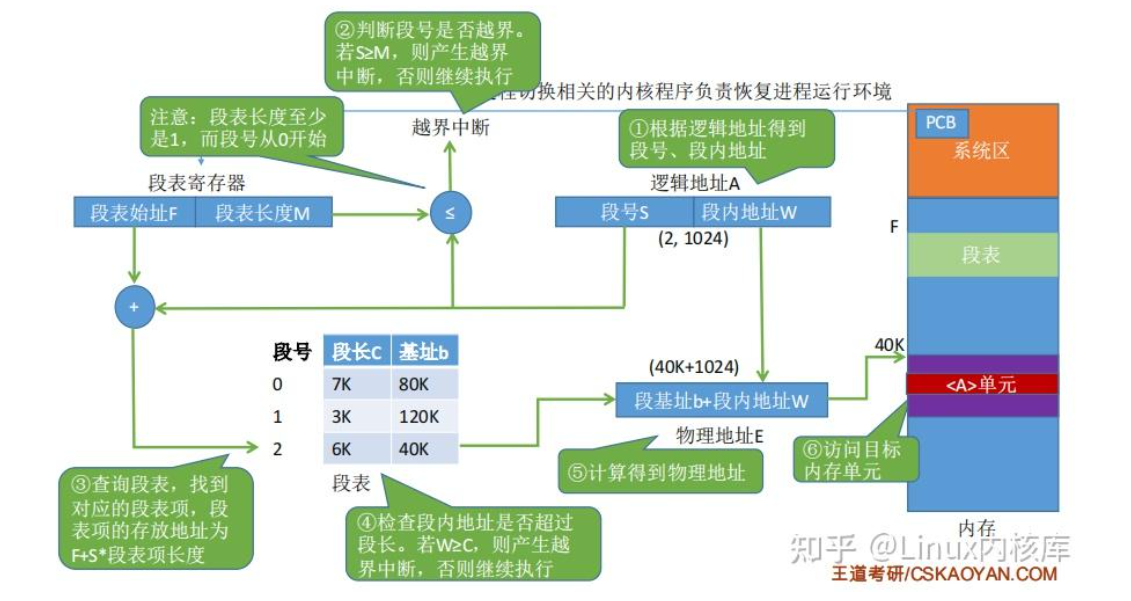 ②判断段号是否越界。
若S≥M，则产生越界
中断，否则继续执行
程切换相关的内核程序负责恢复进程运行环境
注意：段表长度至少
是1，而段号从0开始
越界中断
①根据逻辑地址得到
段号、段内地址
PCB
系统区
段表寄存器
逻辑地址A
段表始址F
段表长度M
≤
段号S
段内地址W
(2, 1024)
F
段表
+
40K
段号
段长C
基址b
(40K+1024)
0
7K
80K
<A>单元
段基址b+段内地址W
1
3K
120K
物理地址E
2
6K
40K
⑤计算得到物理地址
⑥访问目标
内存单元
③查询段表，找到
对应的段表项，段
表项的存放地址为
F+S*段表项长度
段表
④检查段内地址是否超过
段长。若W≥C，则产生越
界中断，否则继续执行
内存
知乎 @Linux内核库
王道考研/CSKAOYAN.COM